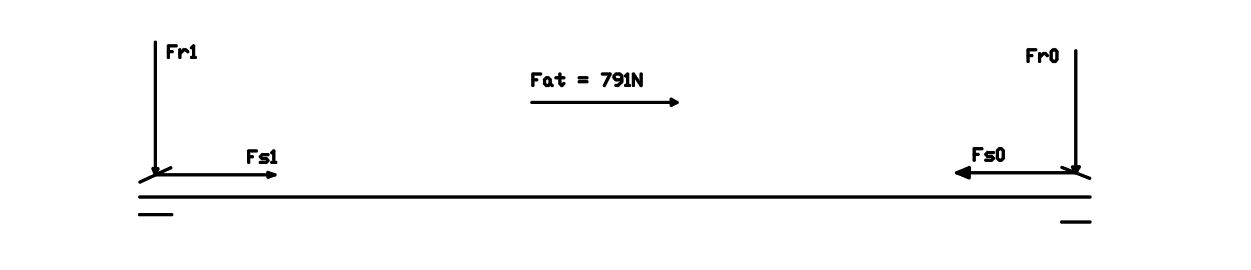 Fr1
Fr0
Fat = 791N
Fs1
Fs0